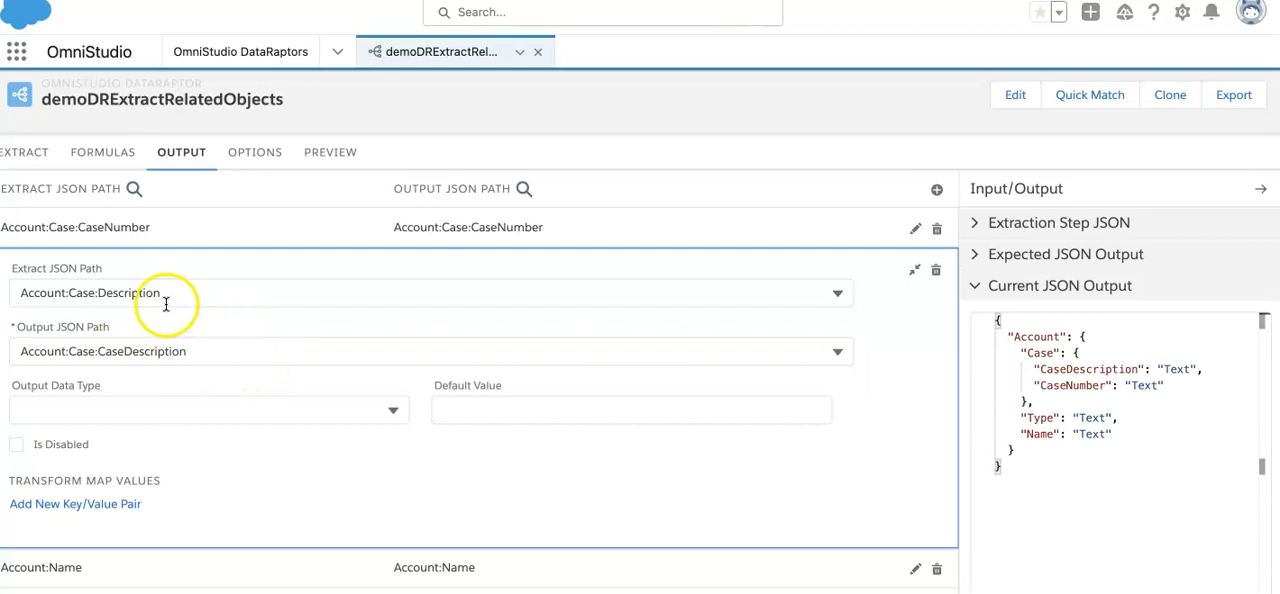 Search...
OmniStudio
OmniStudio DataRaptors
demoDRExtractRel...
OMNISTUDIO DATARAPTOR
demoDRExtractRelatedObjects
Edit
Quick Match
Clone
Export
EXTRACT
FORMULAS
OUTPUT
OPTIONS
PREVIEW
EXTRACT JSON PATH
OUTPUT JSON PATH
Account:Case:CaseNumber
Account:Case:CaseNumber
Extract JSON Path
Account:Case:Description
*Output JSON Path
Account:Case:CaseDescription
Output Data Type
Default Value
Is Disabled
TRANSFORM MAP VALUES
Add New Key/Value Pair
Account:Name
Account:Name
Input/Output
Extraction Step JSON
Expected JSON Output
Current JSON Output
{
"Account": {
"Case": {
"CaseDescription": "Text",
"CaseNumber": "Text"
},
"Type": "Text",
"Name": "Text"
}
}